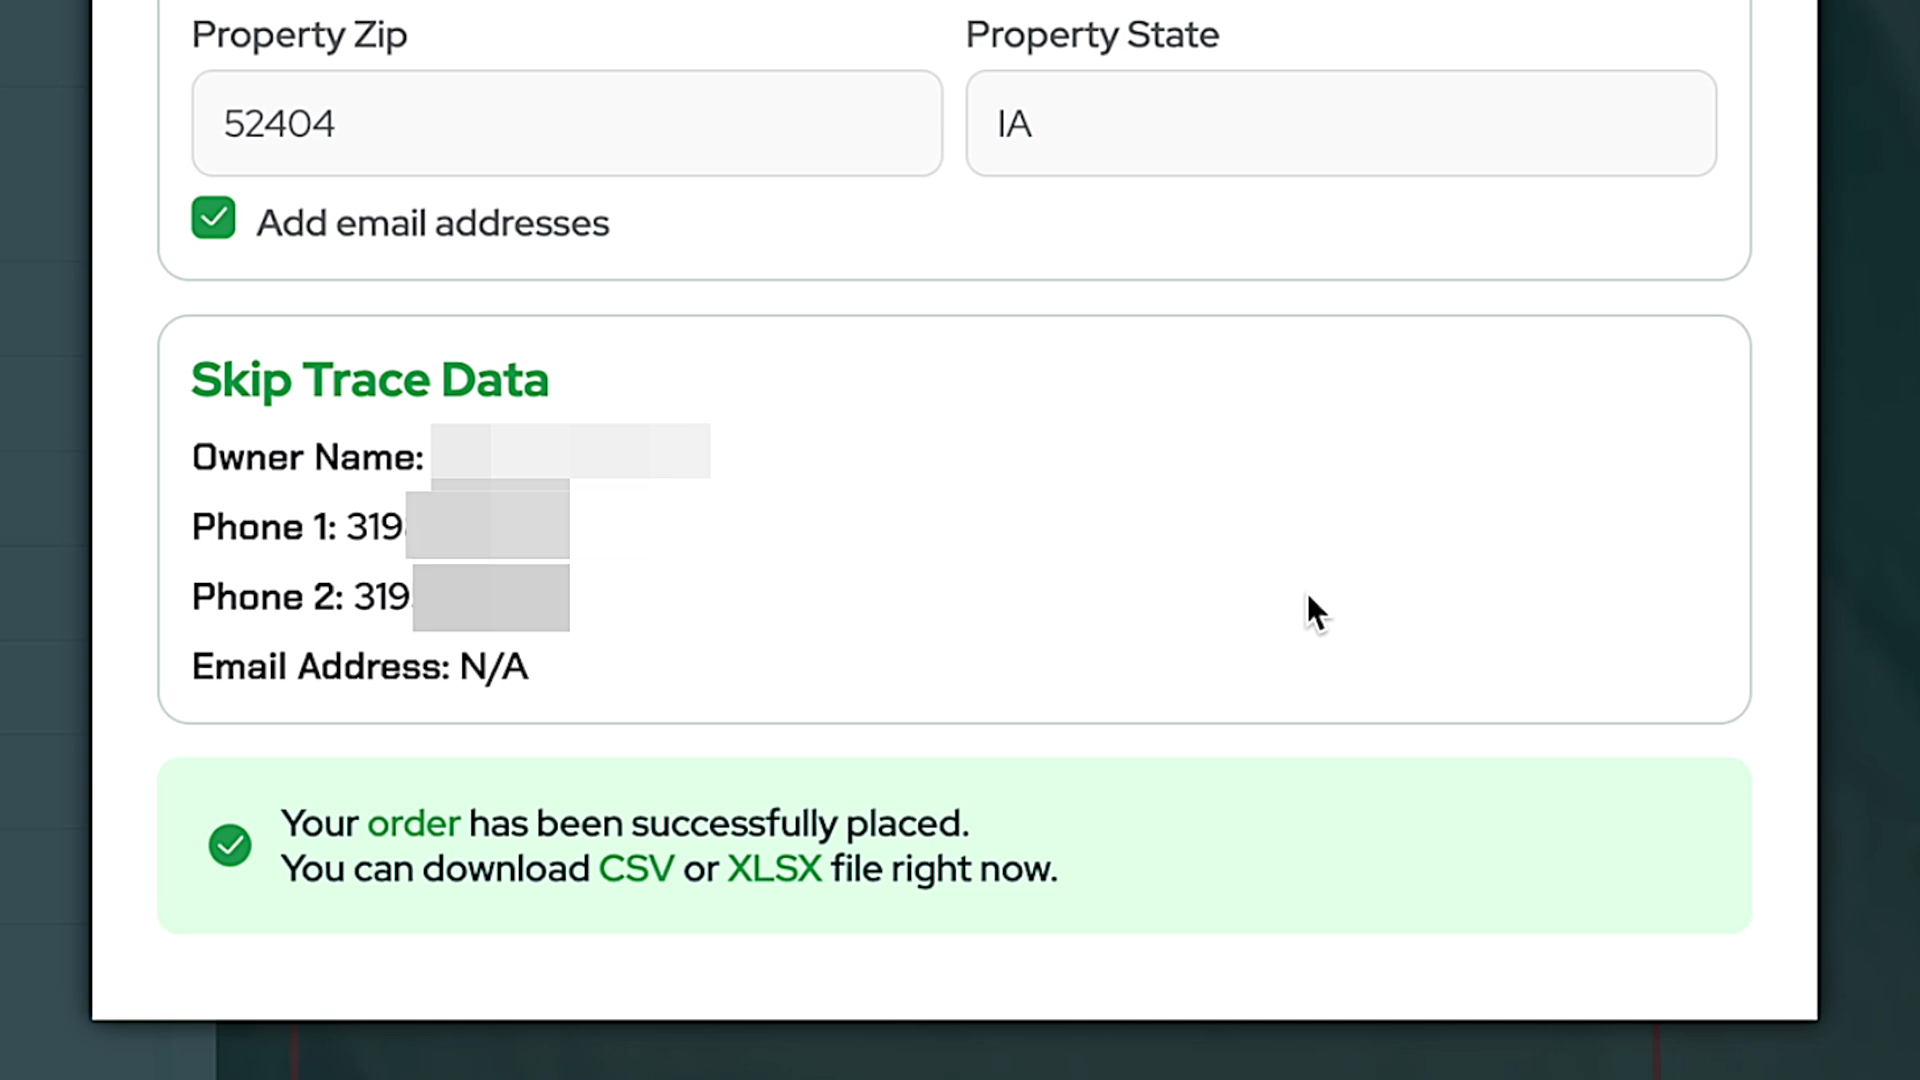 Property Zip
Property State
52404
IA
Add email addresses
Skip Trace Data
Owner Name:
Phone 1: 319
Phone 2: 319
Email Address: N/A
Your order has been successfully placed.
You can download CSV or XLSX file right now.